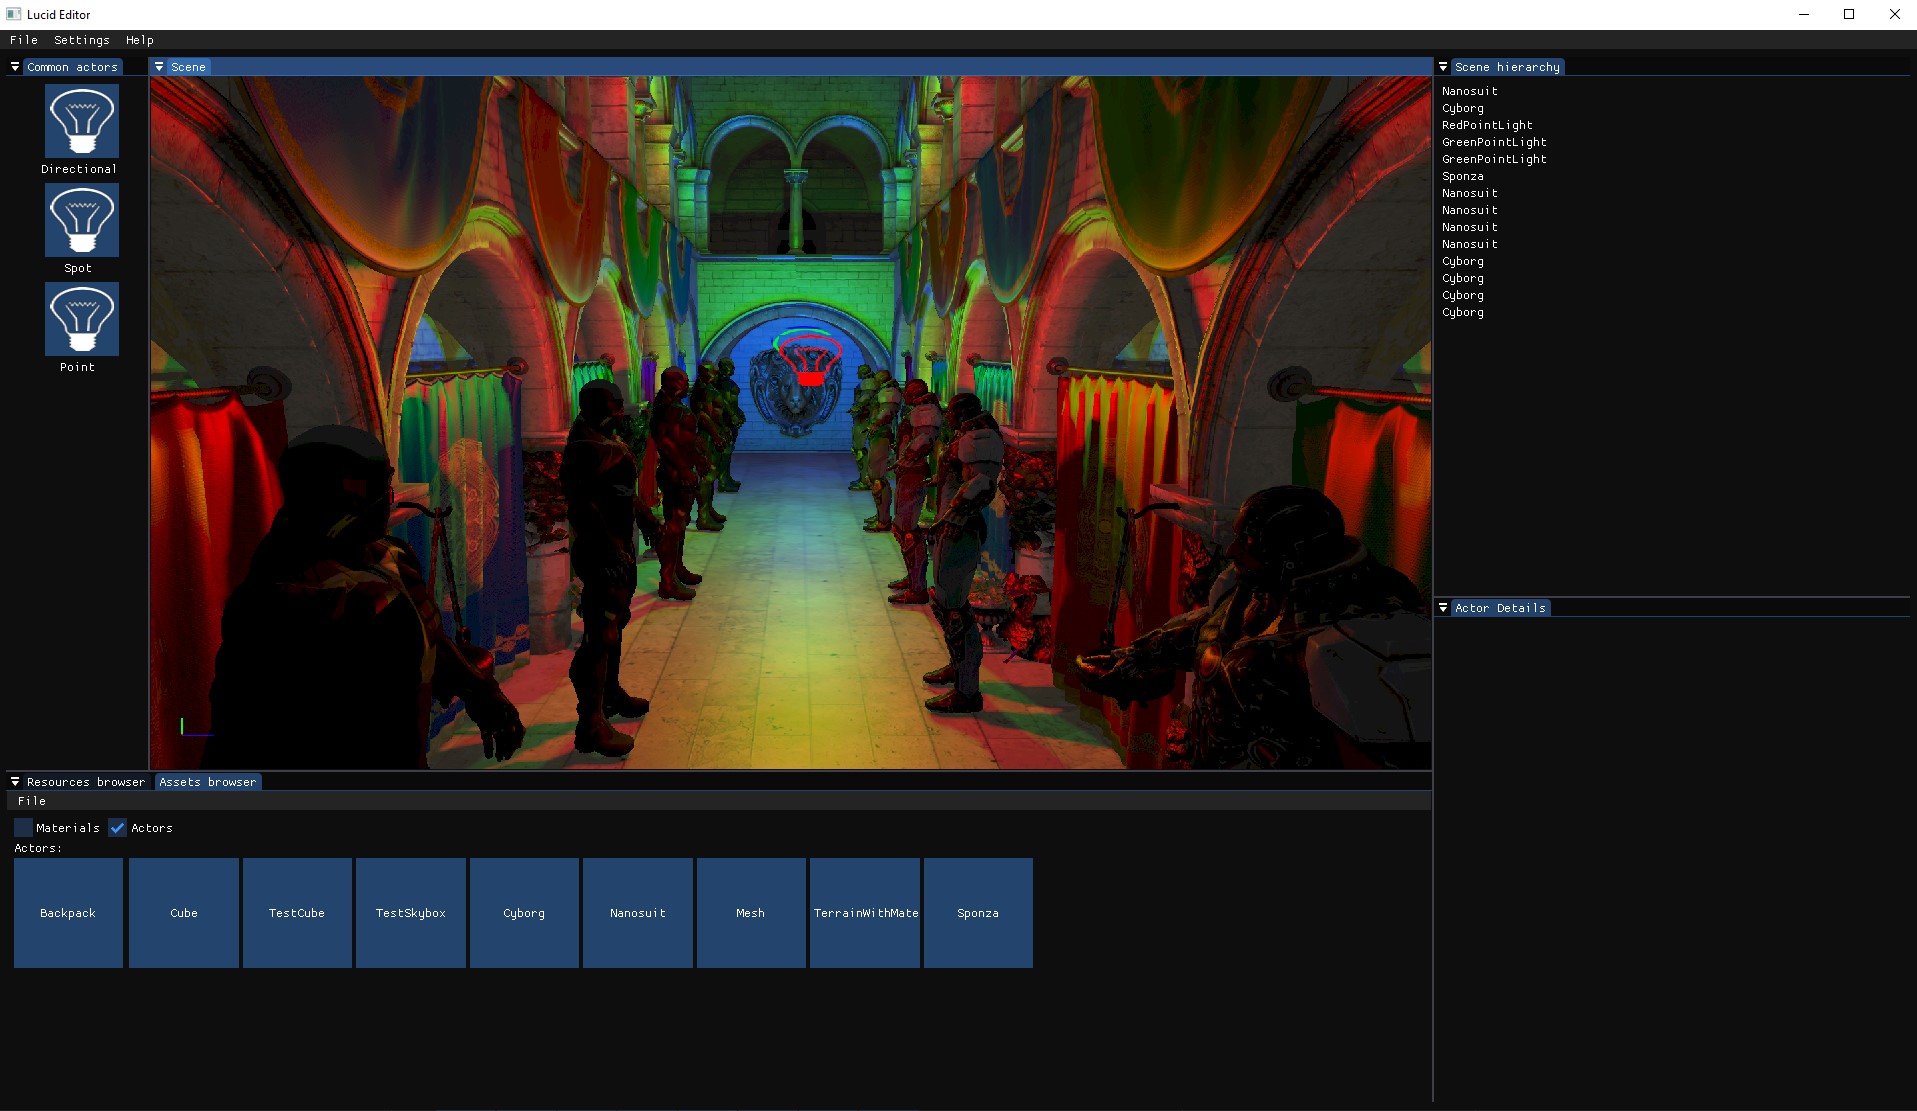 Lucid Editor
File Settings Help
Common actors
Directional
Spot
Point
Scene
Scene hierarchy
Nanosuit
Cyborg
RedPointLight
GreenPointLight
GreenPointLight
Sponza
Nanosuit
Nanosuit
Nanosuit
Nanosuit
Cyborg
Cyborg
Cyborg
Cyborg
Actor Details
Resources browser Assets browser
File
Materials Actors
Actors:
Backpack Cube TestCube TestSkybox Cyborg Nanosuit Mesh TerrainWithMate Sponza